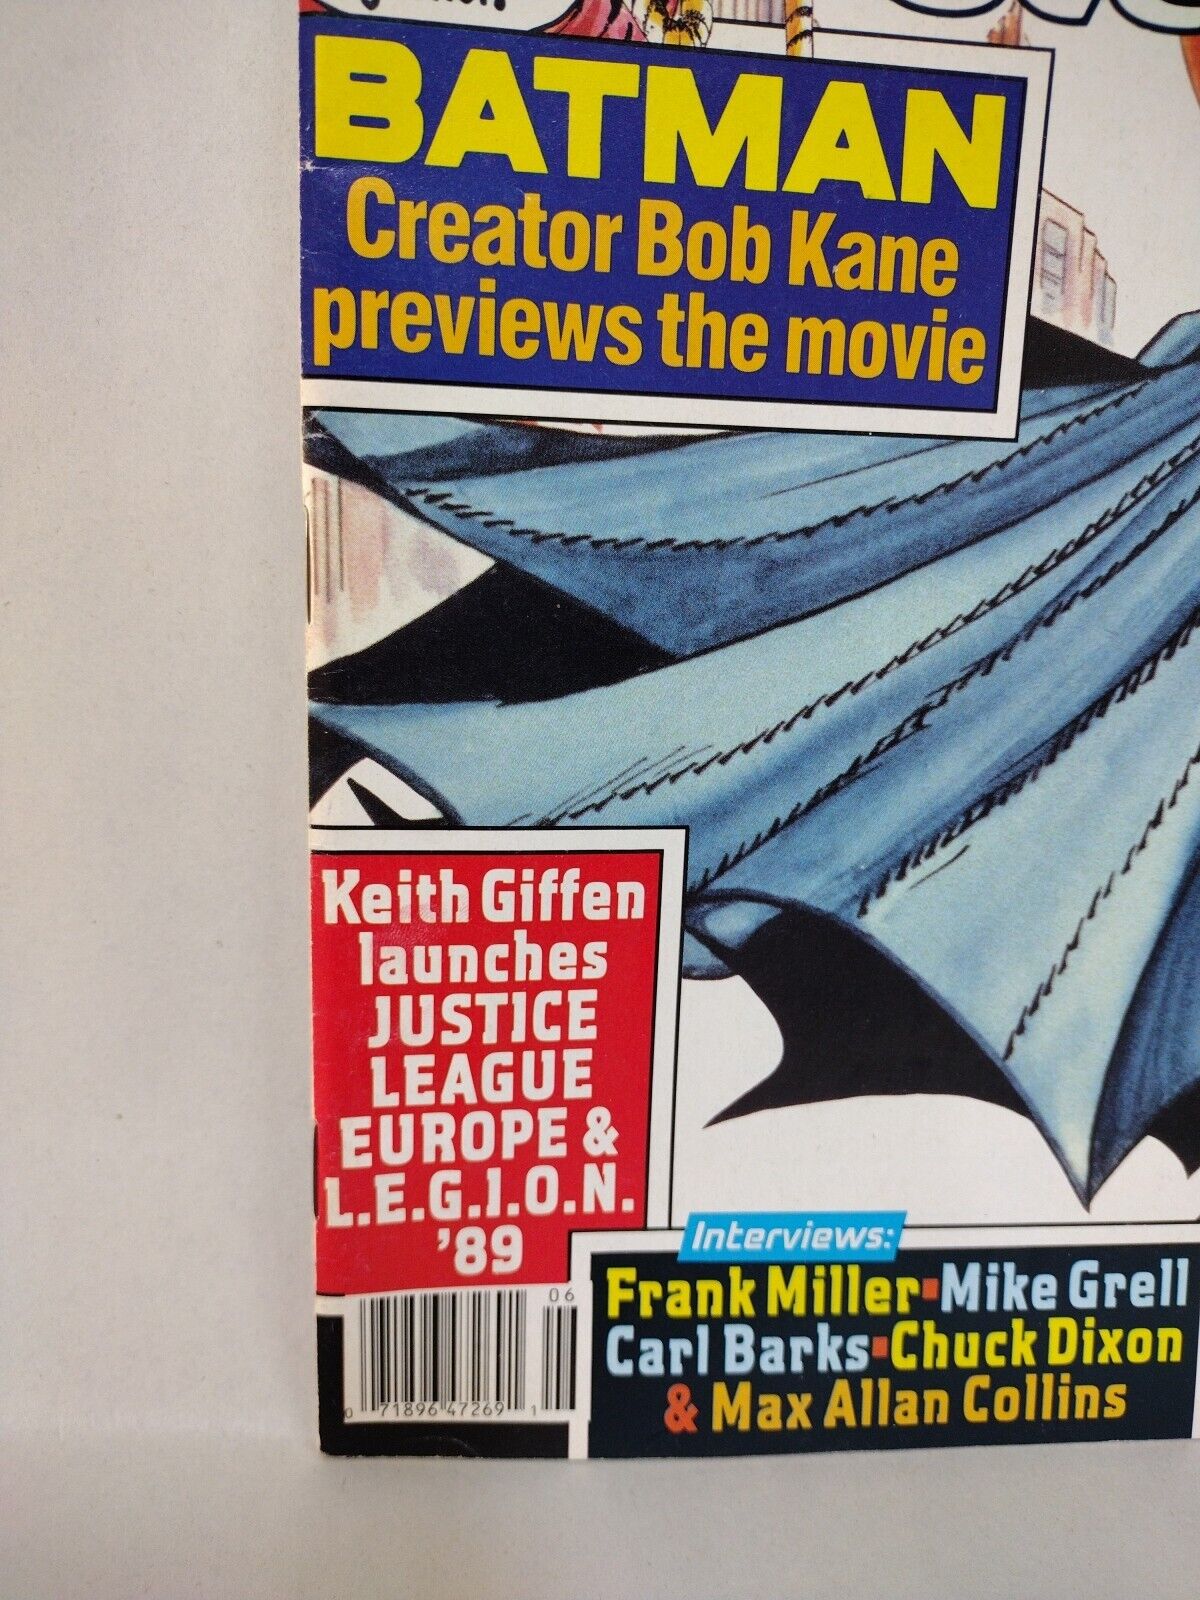 BATMAN
Creator Bob Kane
previews the movie
Keith Giffen
launches
JUSTICE
LEAGUE
EUROPE &
L.E.G.I.O.N.
'89
06
0 71896 47269 1
Interviews:
Frank Miller▪Mike Grell
Carl Barks▪Chuck Dixon
& Max Allan Collins